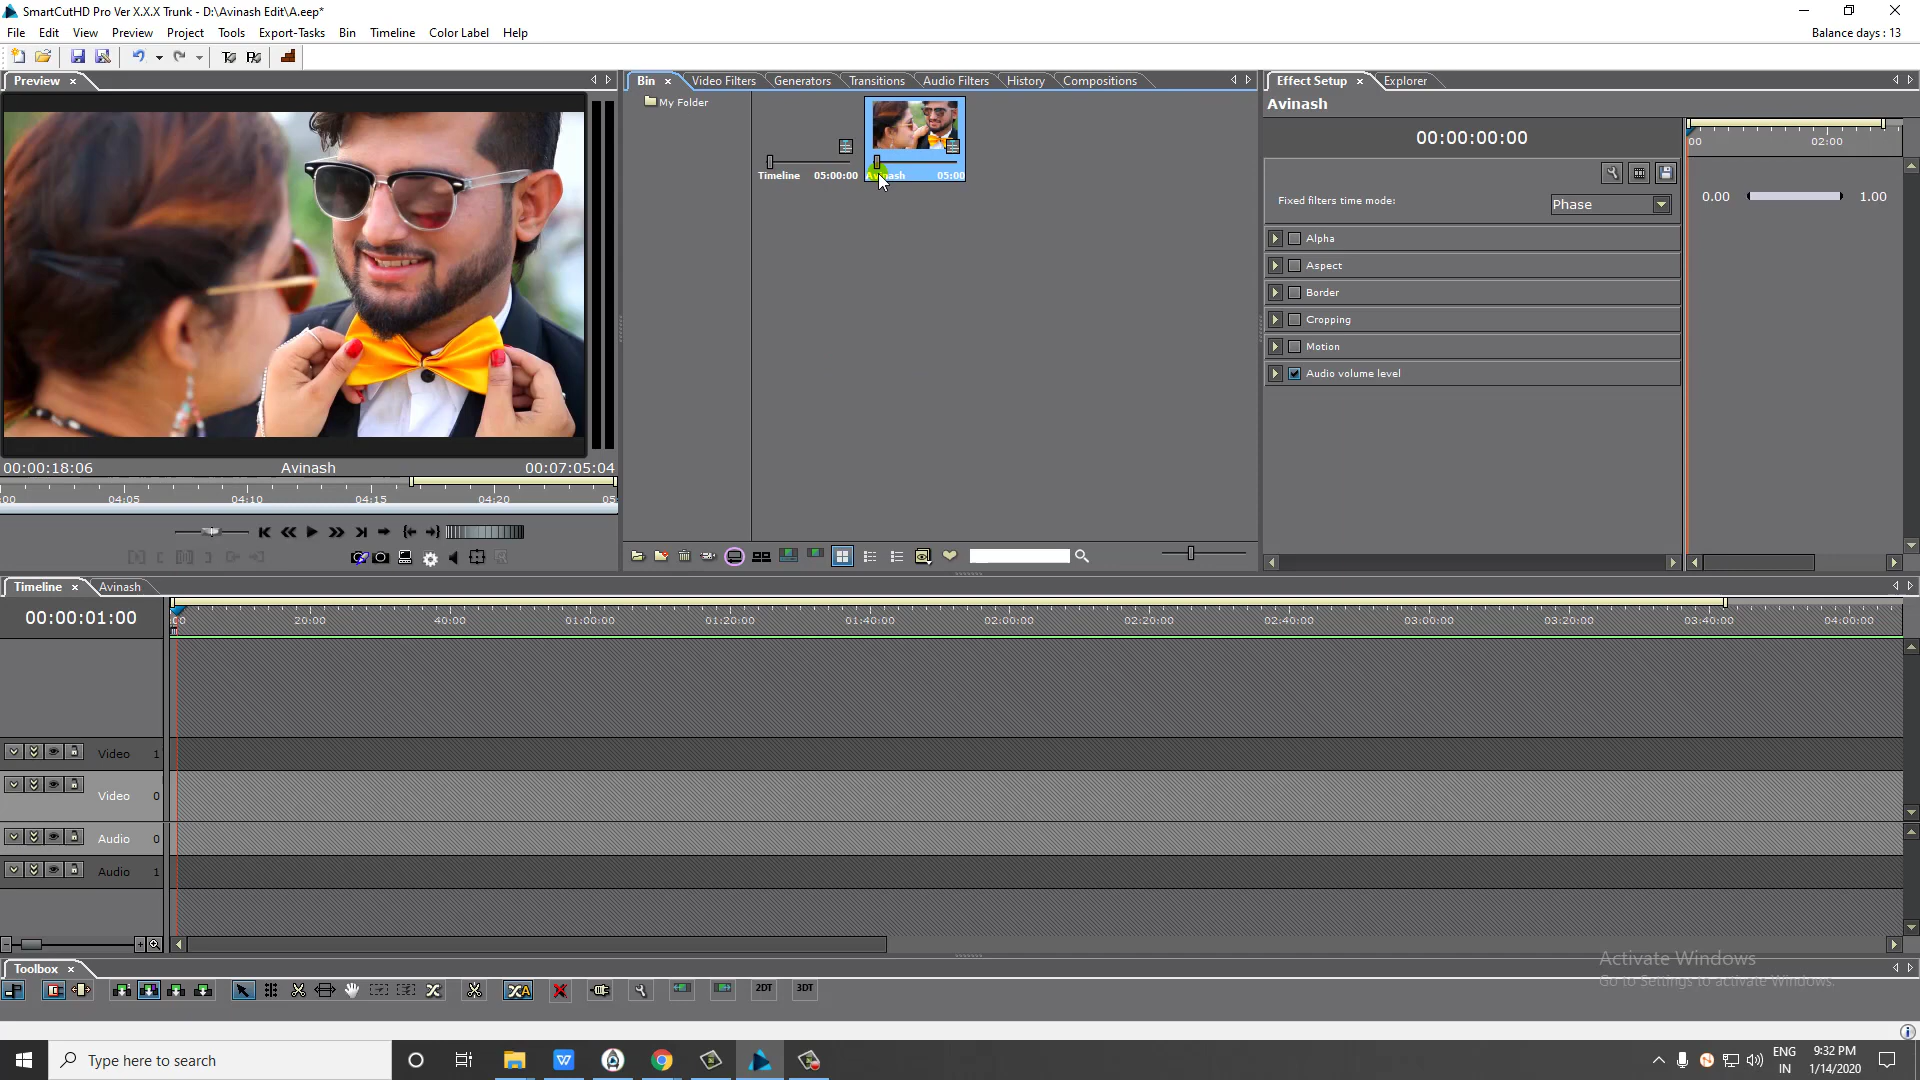 SmartCutHD Pro Ver X.X.X Trunk - D:\Avinash Edit\A.eep*
File Edit View Preview Project Tools Export-Tasks Bin Timeline Color Label Help
Balance days : 13
Preview
Bin Video Filters Generators Transitions Audio Filters History Compositions
Effect Setup Explorer
My Folder
Timeline 05:00:00
Avinash 05:00
Avinash
00:00:00:00
:00 02:00
Fixed filters time mode: Phase
0.00 1.00
Alpha
Aspect
Border
Cropping
Motion
Audio volume level
00:00:18:06 Avinash 00:07:05:04
:00 04:05 04:10 04:15 04:20 05:
Timeline Avinash
00:00:01:00
:00 20:00 40:00 01:00:00 01:20:00 01:40:00 02:00:00 02:20:00 02:40:00 03:00:00 03:20:00 03:40:00 04:00:00
Video 1
Video 0
Audio 0
Audio 1
Toolbox
XA 2DT 3DT
Activate Windows
Go to Settings to activate Windows.
Type here to search
ENG
IN
9:32 PM
1/14/2020